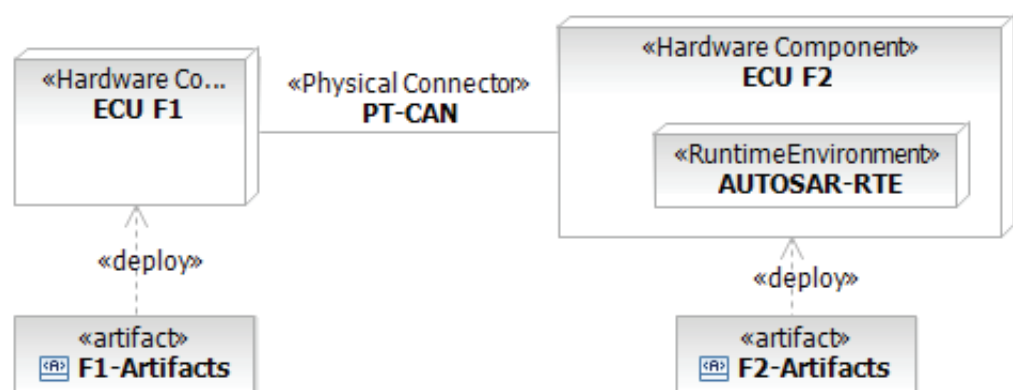 «Hardware Co...
ECU F1
«Physical Connector»
PT-CAN
«Hardware Component»
ECU F2
«RuntimeEnvironment»
AUTOSAR-RTE
«deploy»
«deploy»
«artifact»
<A> F1-Artifacts
«artifact»
<A> F2-Artifacts